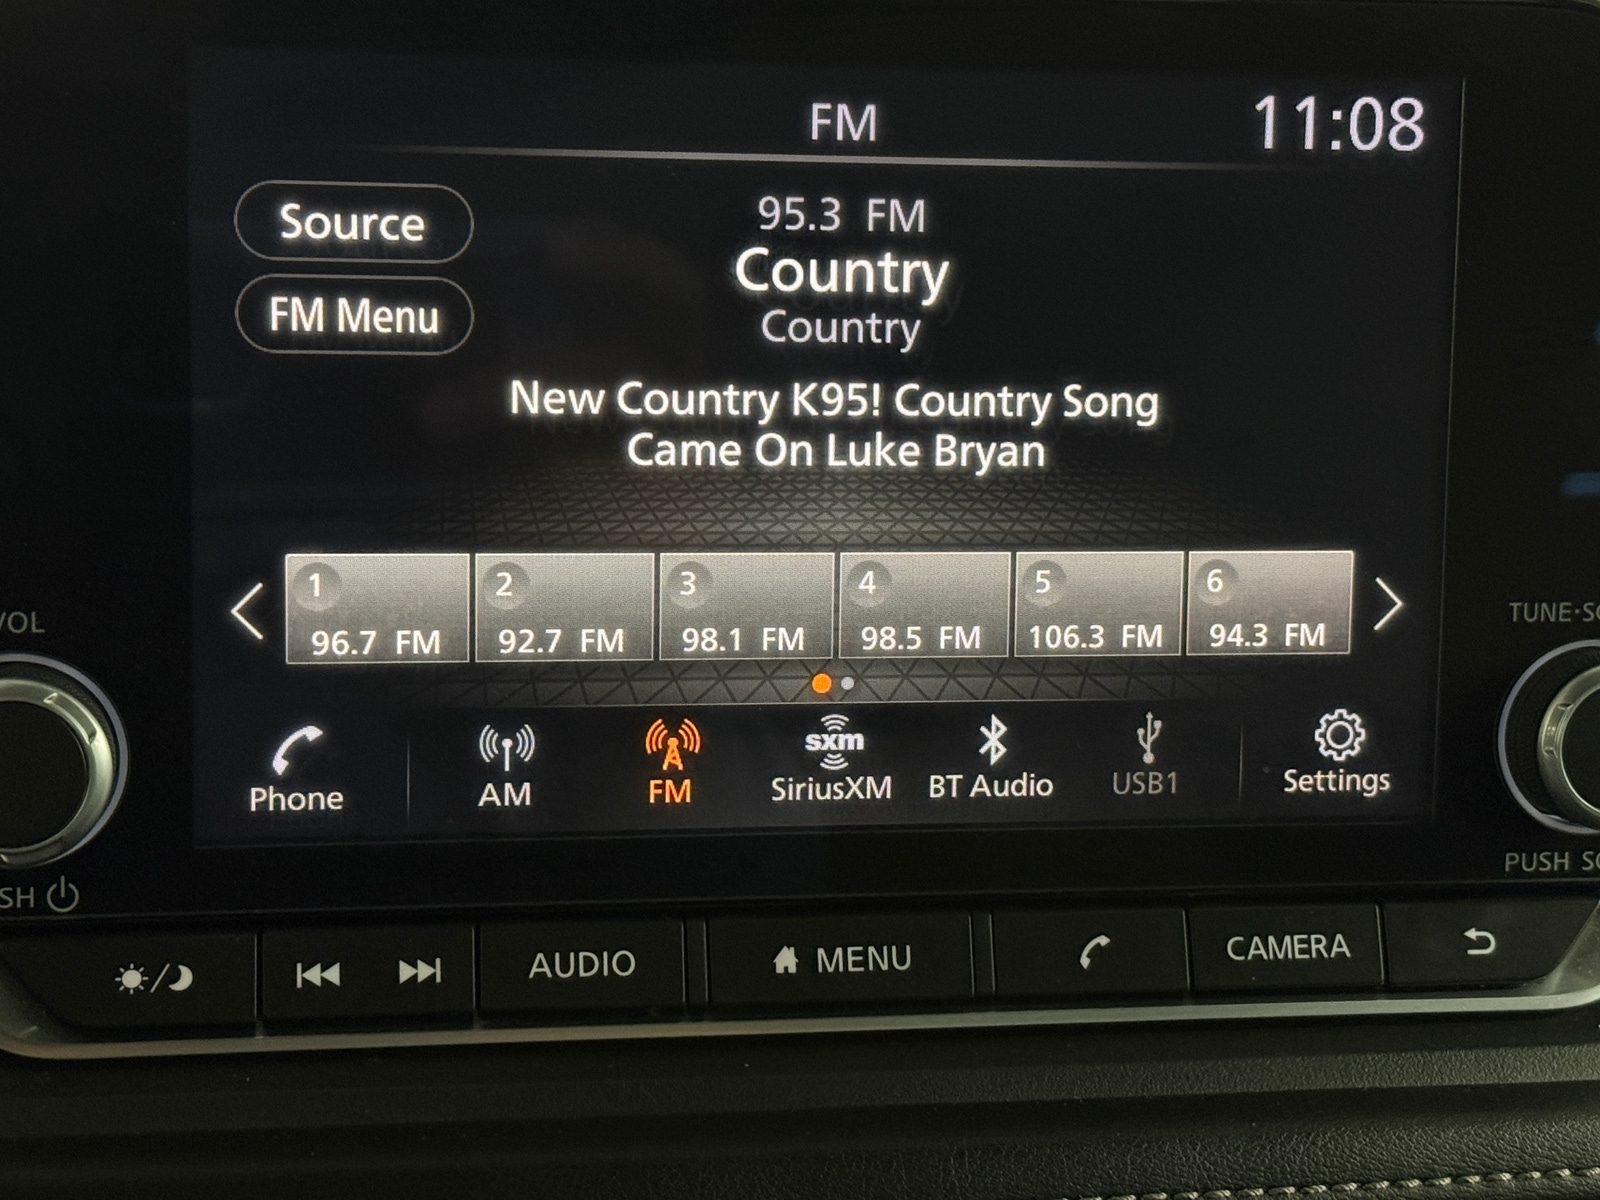 FM
11:08
Source
95.3 FM
Country
FM Menu
Country
New Country K95! Country Song
Came On Luke Bryan
1 2 3 4 5 6
96.7 FM 92.7 FM 98.1 FM 98.5 FM 106.3 FM 94.3 FM
VOL
TUNE·SC
sxm
Phone AM FM SiriusXM BT Audio USB1 Settings
SH
PUSH SC
AUDIO MENU CAMERA